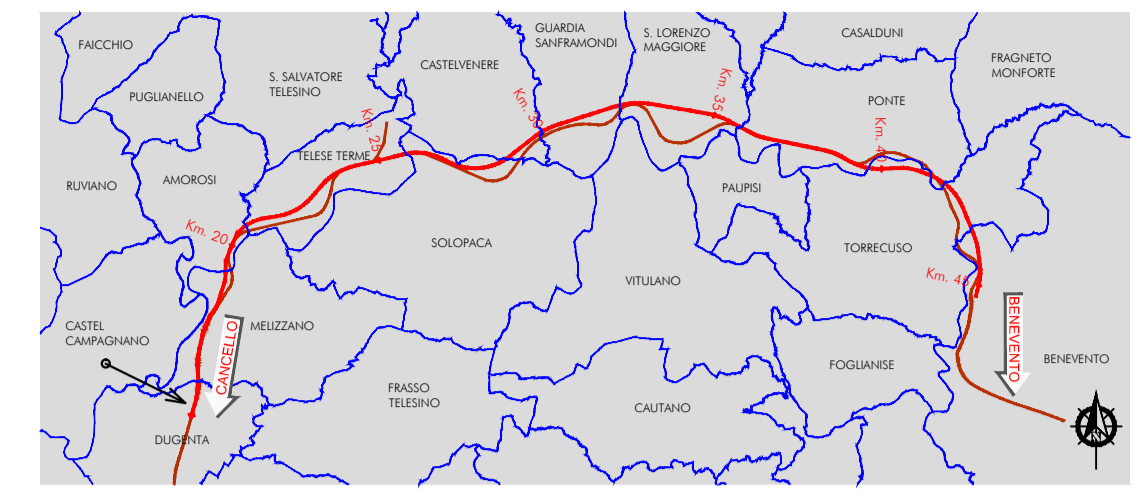 FAICCHIO
GUARDIA
SANFRAMONDI
S. LORENZO
MAGGIORE
CASALDUNI
FRAGNETO
MONFORTE
CASTELVENERE
S. SALVATORE
TELESINO
PUGLIANELLO
Km. 35
Km. 30
PONTE
Km. 25
Km. 40
TELESE TERME
RUVIANO
AMOROSI
PAUPISI
Km. 20
SOLOPACA
TORRECUSO
VITULANO
Km. 45
CASTEL
CAMPAGNANO
MELIZZANO
CANCELLO
BENEVENTO
BENEVENTO
FOGLIANISE
FRASSO
TELESINO
CAUTANO
DUGENTA
N